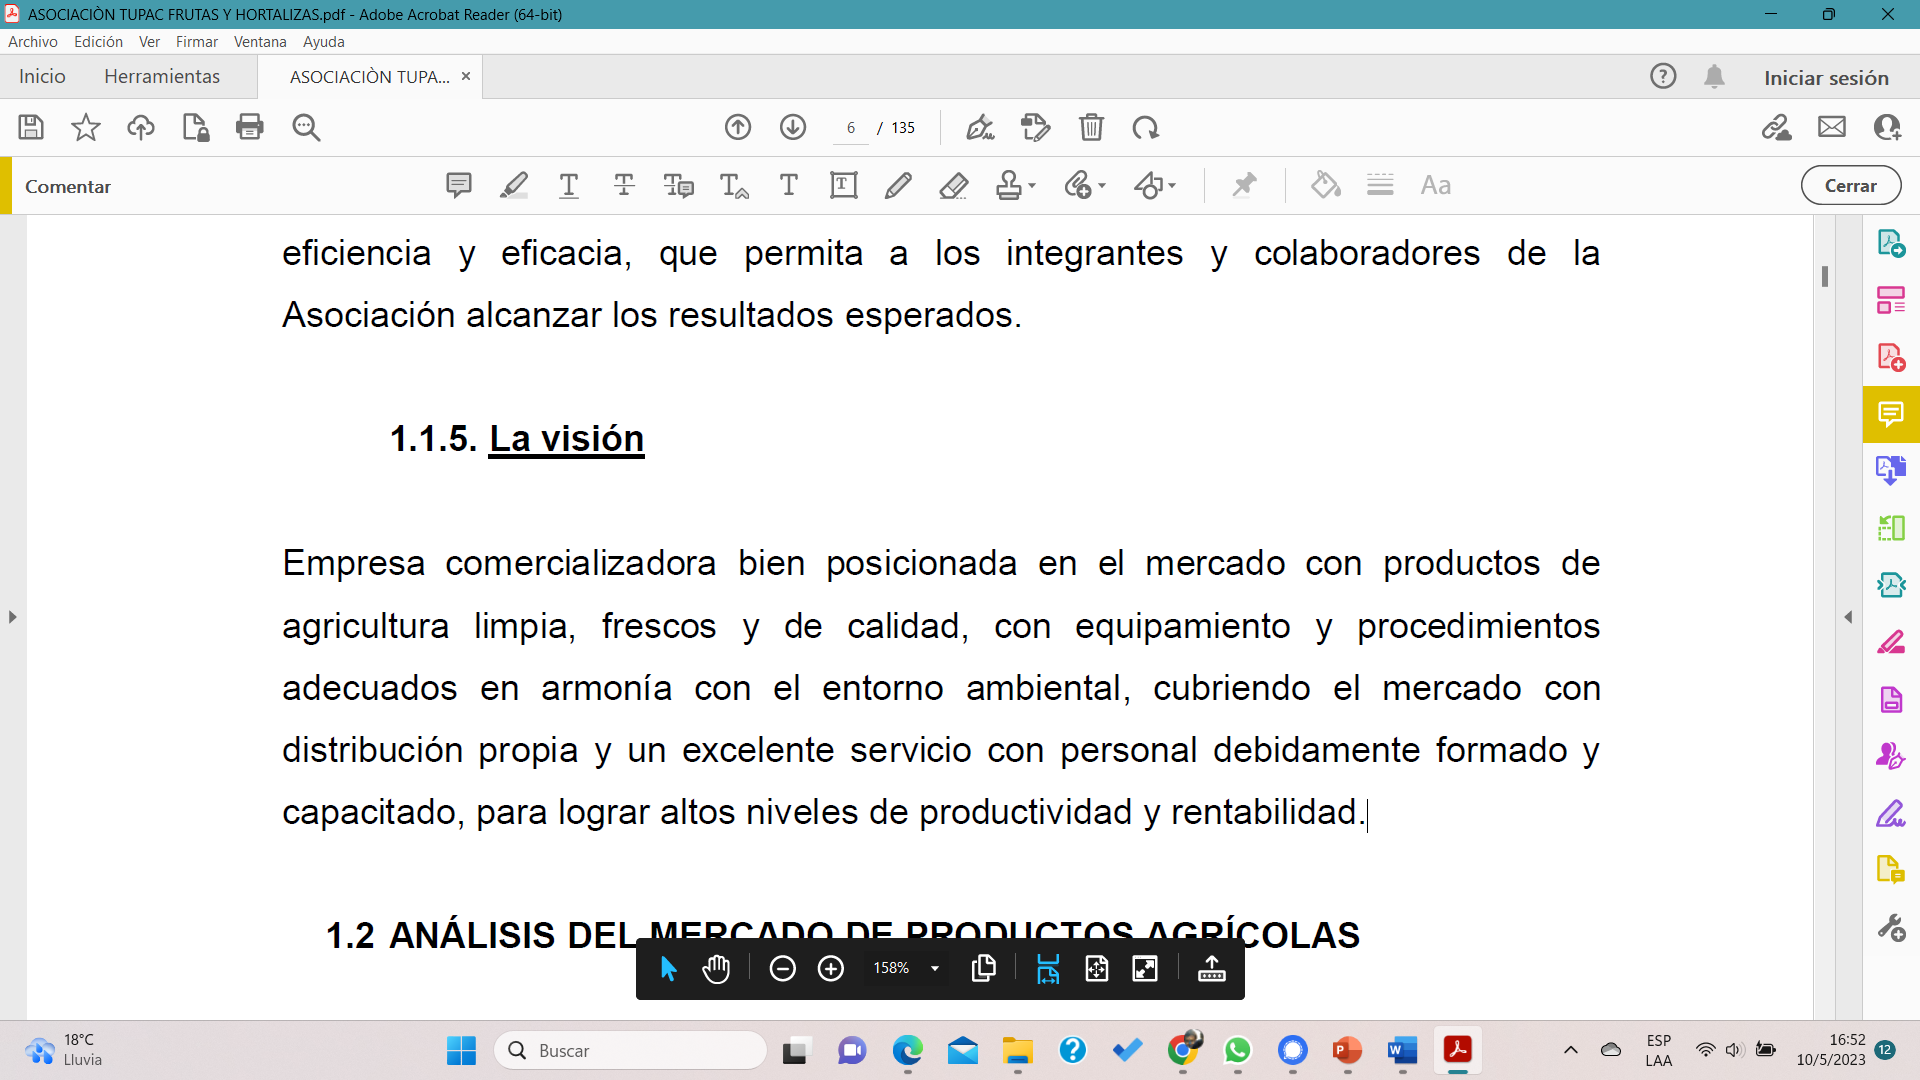 ASOCIACIÒN TUPAC FRUTAS Y HORTALIZAS.pdf - Adobe Acrobat Reader (64-bit)
Archivo Edición Ver Firmar Ventana Ayuda
Inicio Herramientas ASOCIACIÒN TUPA... Iniciar sesión
6 / 135
Comentar Aa Cerrar
eficiencia y eficacia, que permita a los integrantes y colaboradores de la
Asociación alcanzar los resultados esperados.
1.1.5. La visión
Empresa comercializadora bien posicionada en el mercado con productos de
agricultura limpia, frescos y de calidad, con equipamiento y procedimientos
adecuados en armonía con el entorno ambiental, cubriendo el mercado con
distribución propia y un excelente servicio con personal debidamente formado y
capacitado, para lograr altos niveles de productividad y rentabilidad.
1.2 ANÁLISIS DEL MERCADO DE PRODUCTOS AGRÍCOLAS
158%
18°C
Lluvia
Buscar
ESP
LAA
16:52
10/5/2023
12